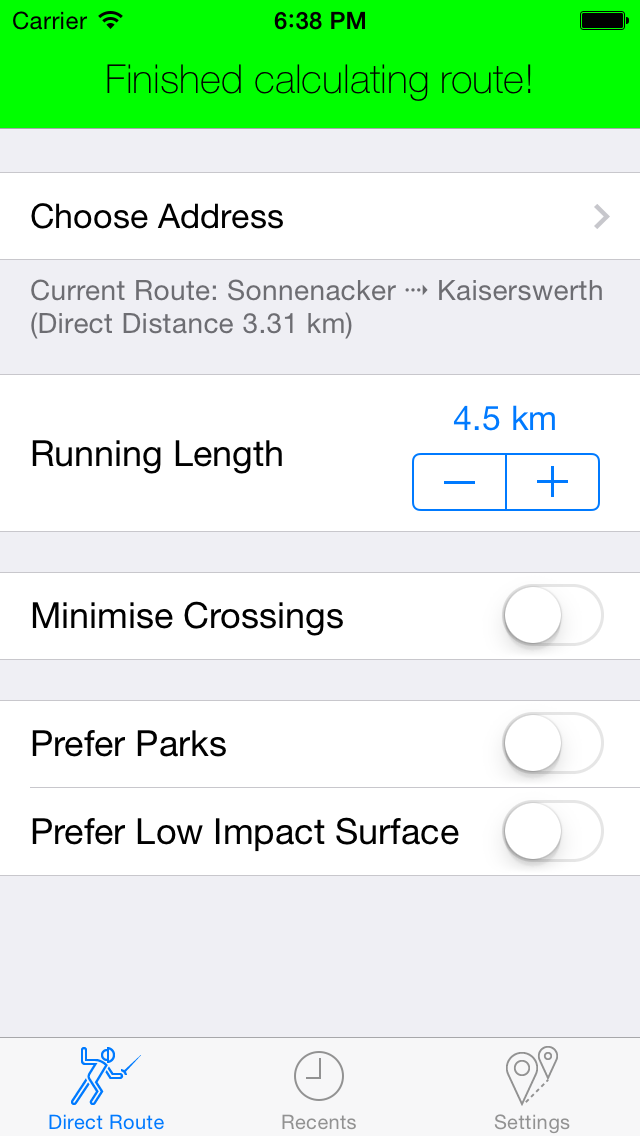 Carrier 6:38 PM
Finished calculating route!
Choose Address
Current Route: Sonnenacker ⤑ Kaiserswerth
(Direct Distance 3.31 km)
4.5 km
Running Length
Minimise Crossings
Prefer Parks
Prefer Low Impact Surface
Direct Route Recents Settings